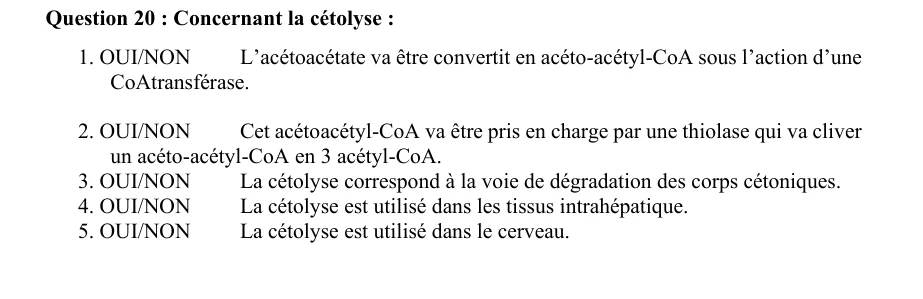 Question 20 : Concernant la cétolyse :
1. OUI/NON L’acétoacétate va être convertit en acéto-acétyl-CoA sous l’action d’une
CoAtransférase.
2. OUI/NON Cet acétoacétyl-CoA va être pris en charge par une thiolase qui va cliver
un acéto-acétyl-CoA en 3 acétyl-CoA.
3. OUI/NON La cétolyse correspond à la voie de dégradation des corps cétoniques.
4. OUI/NON La cétolyse est utilisé dans les tissus intrahépatique.
5. OUI/NON La cétolyse est utilisé dans le cerveau.